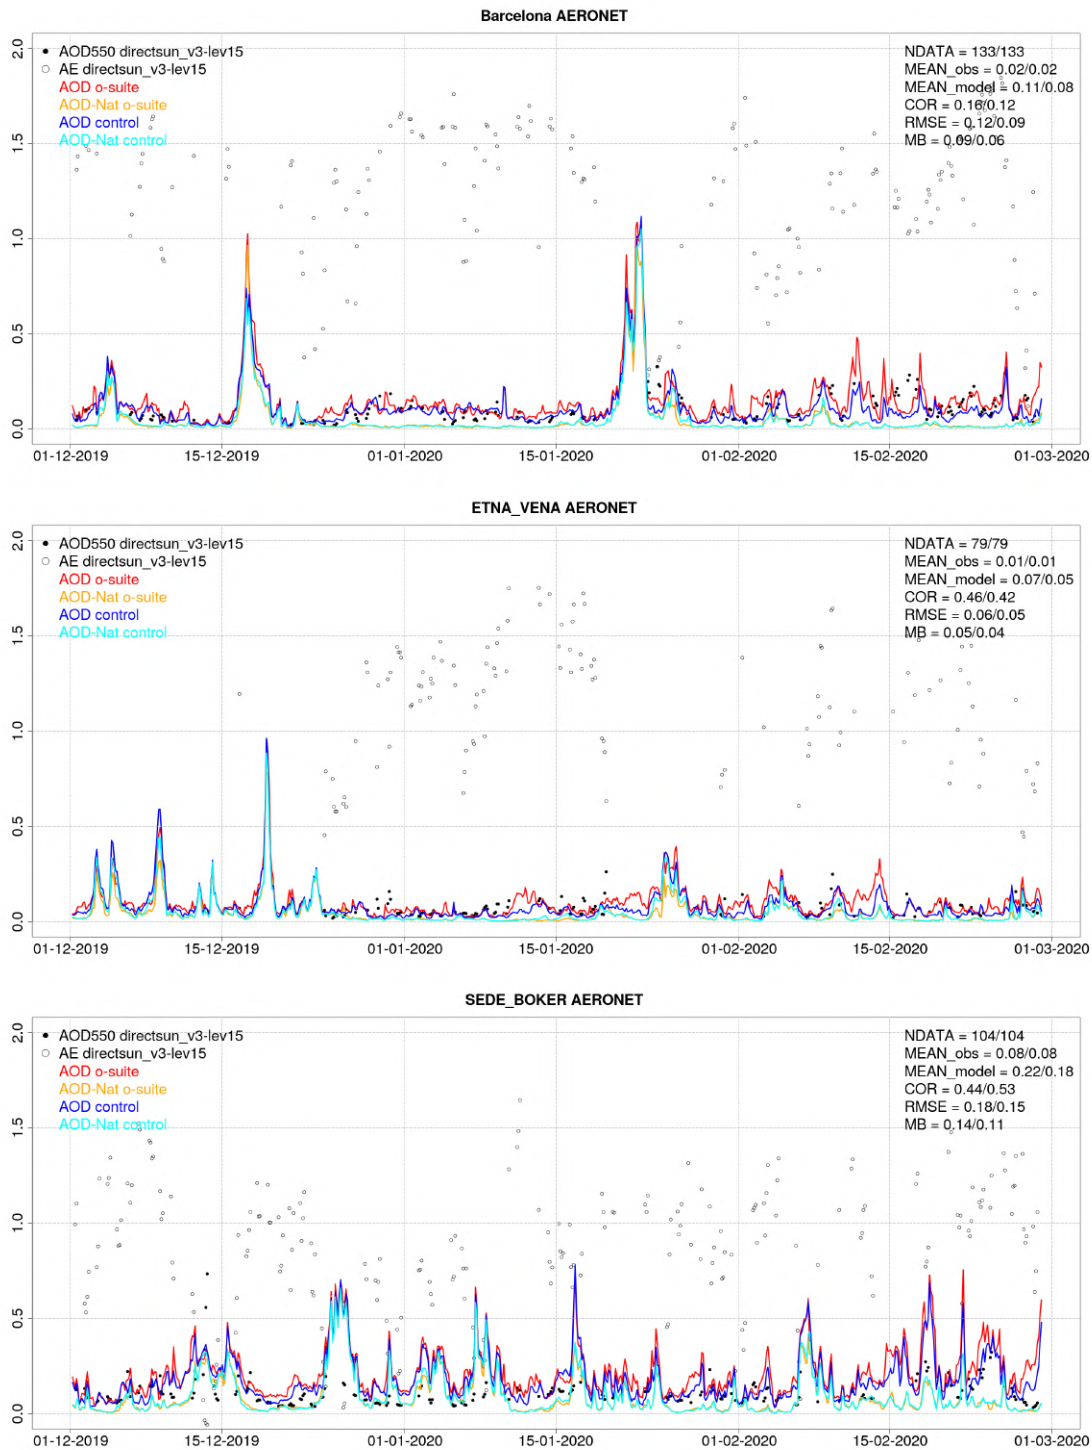 Barcelona AERONET
AOD550 directsun_v3-lev15
AE directsun_v3-lev15
AOD o-suite
AOD-Nat o-suite
AOD control
AOD-Nat control
NDATA = 133/133
MEAN_obs = 0.02/0.02
MEAN_model = 0.11/0.08
COR = 0.16/0.12
RMSE = 0.12/0.09
MB = 0.09/0.06
2.0
1.5
1.0
0.5
0.0
01-12-2019 15-12-2019 01-01-2020 15-01-2020 01-02-2020 15-02-2020 01-03-2020
ETNA_VENA AERONET
AOD550 directsun_v3-lev15
AE directsun_v3-lev15
AOD o-suite
AOD-Nat o-suite
AOD control
AOD-Nat control
NDATA = 79/79
MEAN_obs = 0.01/0.01
MEAN_model = 0.07/0.05
COR = 0.46/0.42
RMSE = 0.06/0.05
MB = 0.05/0.04
2.0
1.5
1.0
0.5
0.0
01-12-2019 15-12-2019 01-01-2020 15-01-2020 01-02-2020 15-02-2020 01-03-2020
SEDE_BOKER AERONET
AOD550 directsun_v3-lev15
AE directsun_v3-lev15
AOD o-suite
AOD-Nat o-suite
AOD control
AOD-Nat control
NDATA = 104/104
MEAN_obs = 0.08/0.08
MEAN_model = 0.22/0.18
COR = 0.44/0.53
RMSE = 0.18/0.15
MB = 0.14/0.11
2.0
1.5
1.0
0.5
0.0
01-12-2019 15-12-2019 01-01-2020 15-01-2020 01-02-2020 15-02-2020 01-03-2020